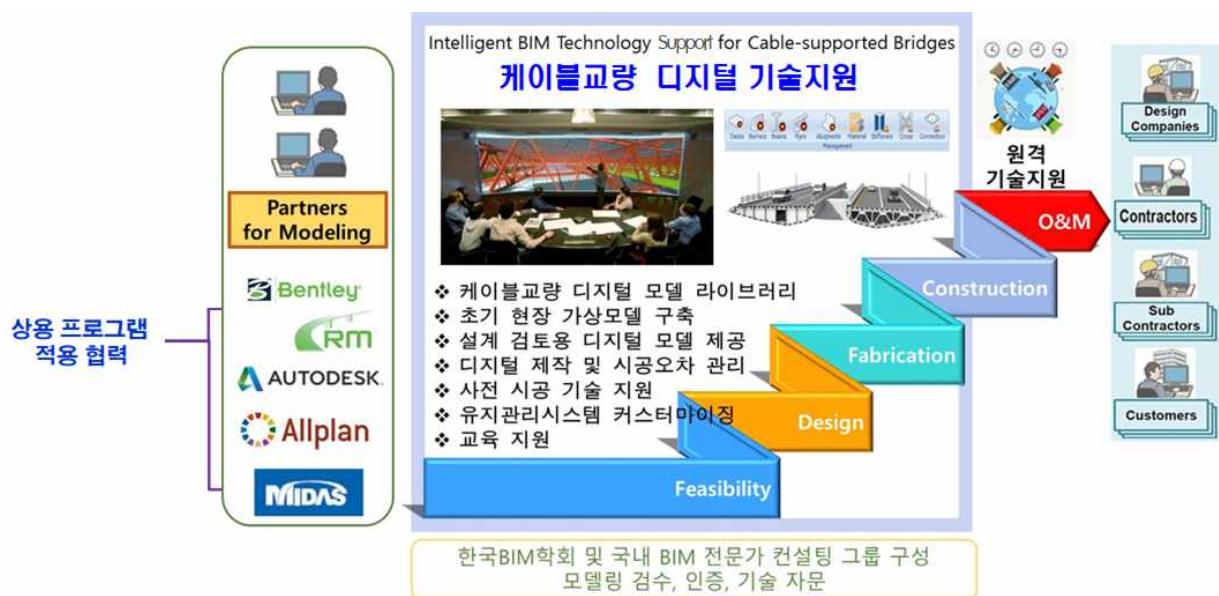 Intelligent BIM Technology Support for Cable-supported Bridges
케이블교량 디지털 기술지원
Partners
for Modeling
Bentley
RM
AUTODESK
Allplan
MIDAS
상용 프로그램
적용 협력
Management
❖ 케이블교량 디지털 모델 라이브러리
❖ 초기 현장 가상모델 구축
❖ 설계 검토용 디지털 모델 제공
❖ 디지털 제작 및 시공오차 관리
❖ 사전 시공 기술 지원
❖ 유지관리시스템 커스터마이징
❖ 교육 지원
Feasibility
Design
Fabrication
Construction
O&M
원격
기술지원
Design
Companies
Contractors
Sub
Contractors
Customers
한국BIM학회 및 국내 BIM 전문가 컨설팅 그룹 구성
모델링 검수, 인증, 기술 자문